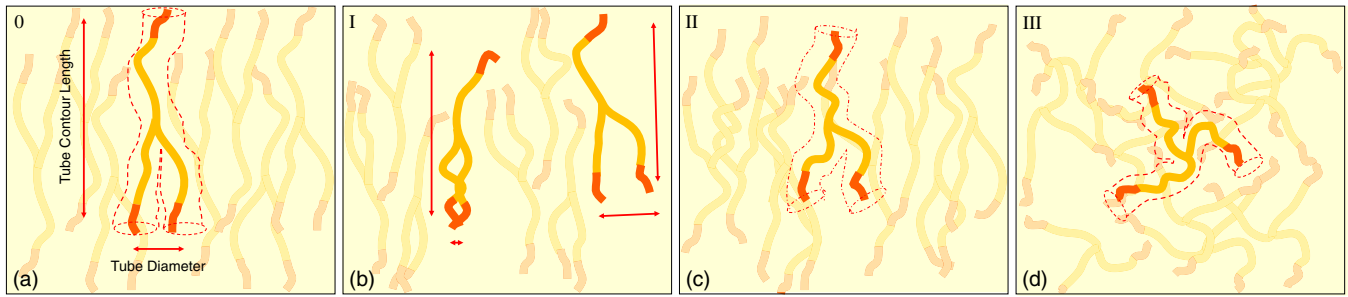 0
Tube Contour Length
Tube Diameter
(a)
I
(b)
II
(c)
III
(d)